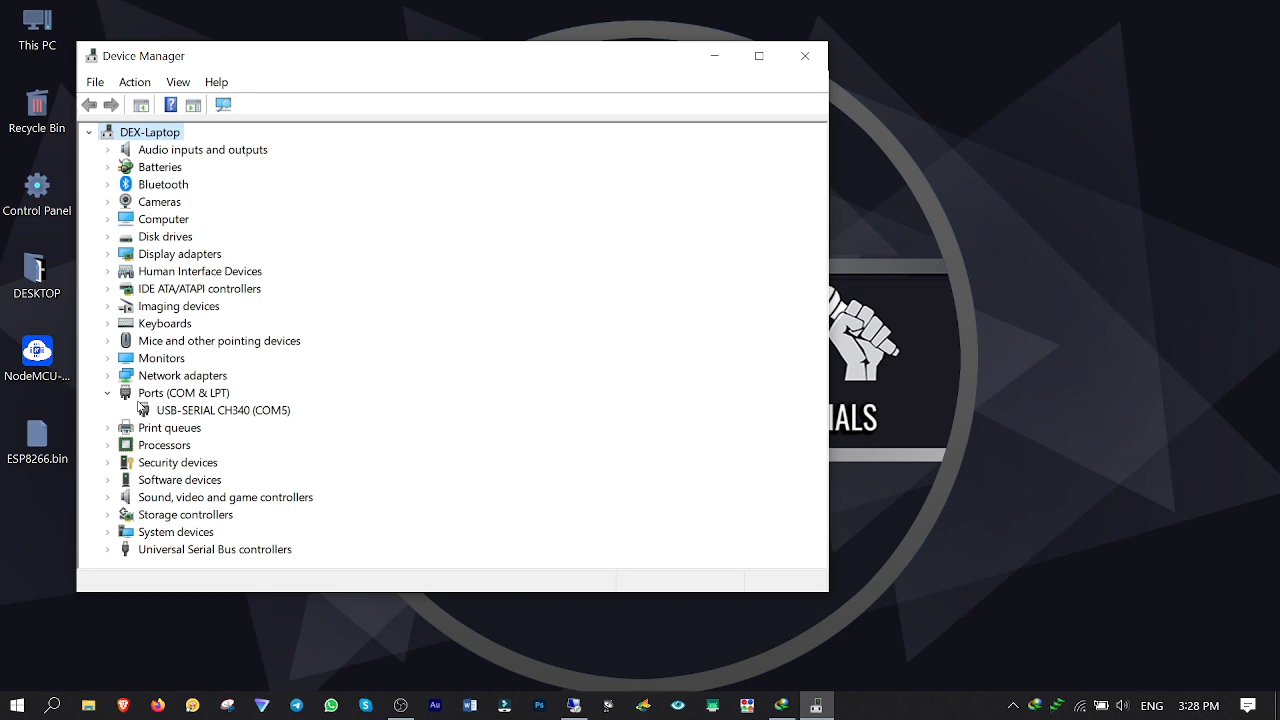 This PC
Recycle Bin
Control Panel
DESKTOP
NodeMCU-...
ESP8266.bin
Device Manager
File Action View Help
DEX-Laptop
Audio inputs and outputs
Batteries
Bluetooth
Cameras
Computer
Disk drives
Display adapters
Human Interface Devices
IDE ATA/ATAPI controllers
Imaging devices
Keyboards
Mice and other pointing devices
Monitors
Network adapters
Ports (COM & LPT)
USB-SERIAL CH340 (COM5)
Print queues
Processors
Security devices
Software devices
Sound, video and game controllers
Storage controllers
System devices
Universal Serial Bus controllers
IALS
Au
Ps
ENG
3:28 PM